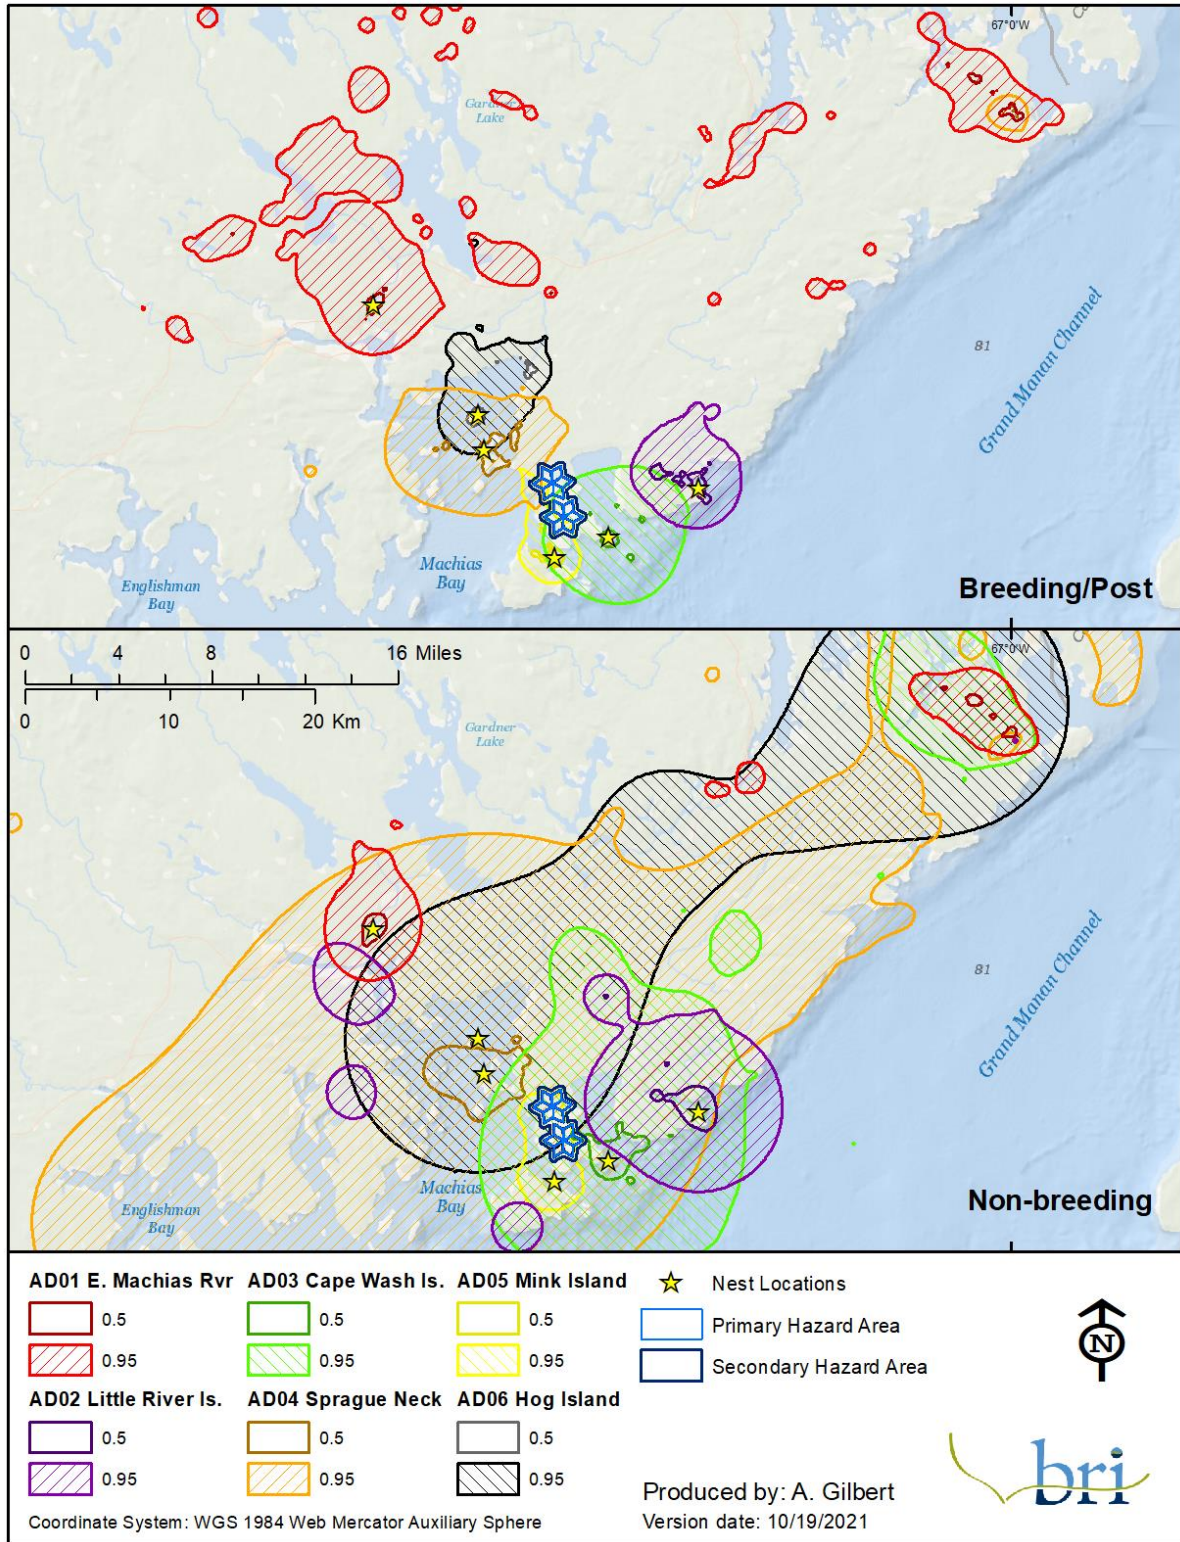 67°0'W
Gardner
Lake
Grand Manan Channel
81
Machias
Bay
Englishman
Bay
Breeding/Post
0 4 8 16 Miles
0 10 20 Km
67°0'W
Gardner
Lake
Grand Manan Channel
81
Machias
Bay
Englishman
Bay
Non-breeding
AD01 E. Machias Rvr
0.5
0.95
AD02 Little River Is.
0.5
0.95
AD03 Cape Wash Is.
0.5
0.95
AD04 Sprague Neck
0.5
0.95
AD05 Mink Island
0.5
0.95
AD06 Hog Island
0.5
0.95
Nest Locations
Primary Hazard Area
Secondary Hazard Area
N
bri
Produced by: A. Gilbert
Version date: 10/19/2021
Coordinate System: WGS 1984 Web Mercator Auxiliary Sphere